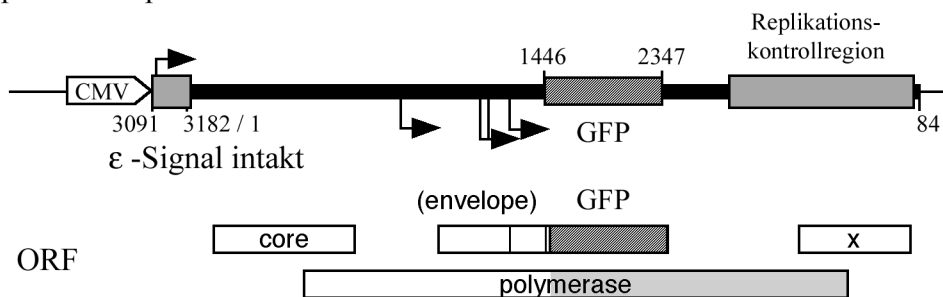 Replikations-
kontrollregion
1446
2347
CMV
3091
3182 / 1
GFP
84
ε -Signal intakt
(envelope)
GFP
core
x
ORF
polymerase